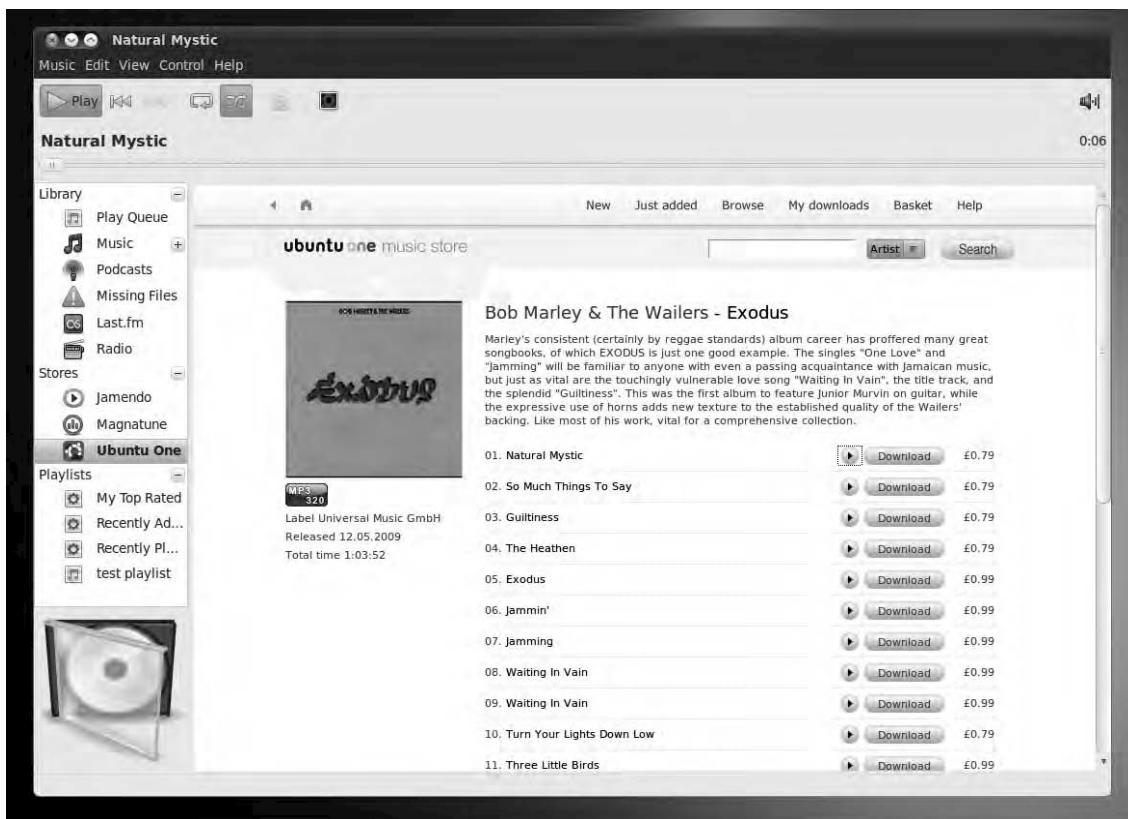 Natural Mystic
Music Edit View Control Help
Play
Natural Mystic
0:06
Library
Play Queue
Music
Podcasts
Missing Files
Last.fm
Radio
Stores
Jamendo
Magnatune
Ubuntu One
Playlists
My Top Rated
Recently Ad...
Recently Pl...
test playlist
New Just added Browse My downloads Basket Help
ubuntu one music store
Artist
Search
BOB MARLEY & THE WAILERS
EXODUS
MP3
320
Label Universal Music GmbH
Released 12.05.2009
Total time 1:03:52
Bob Marley & The Wailers - Exodus
Marley's consistent (certainly by reggae standards) album career has proffered many great
songbooks, of which EXODUS is just one good example. The singles "One Love" and
"Jamming" will be familiar to anyone with even a passing acquaintance with Jamaican music,
but just as vital are the touchingly vulnerable love song "Waiting In Vain", the title track, and
the splendid "Guiltiness". This was the first album to feature Junior Murvin on guitar, while
the expressive use of horns adds new texture to the established quality of the Wailers'
backing. Like most of his work, vital for a comprehensive collection.
01. Natural Mystic Download £0.79
02. So Much Things To Say Download £0.79
03. Guiltiness Download £0.79
04. The Heathen Download £0.79
05. Exodus Download £0.99
06. Jammin' Download £0.99
07. Jamming Download £0.99
08. Waiting In Vain Download £0.99
09. Waiting In Vain Download £0.99
10. Turn Your Lights Down Low Download £0.79
11. Three Little Birds Download £0.99